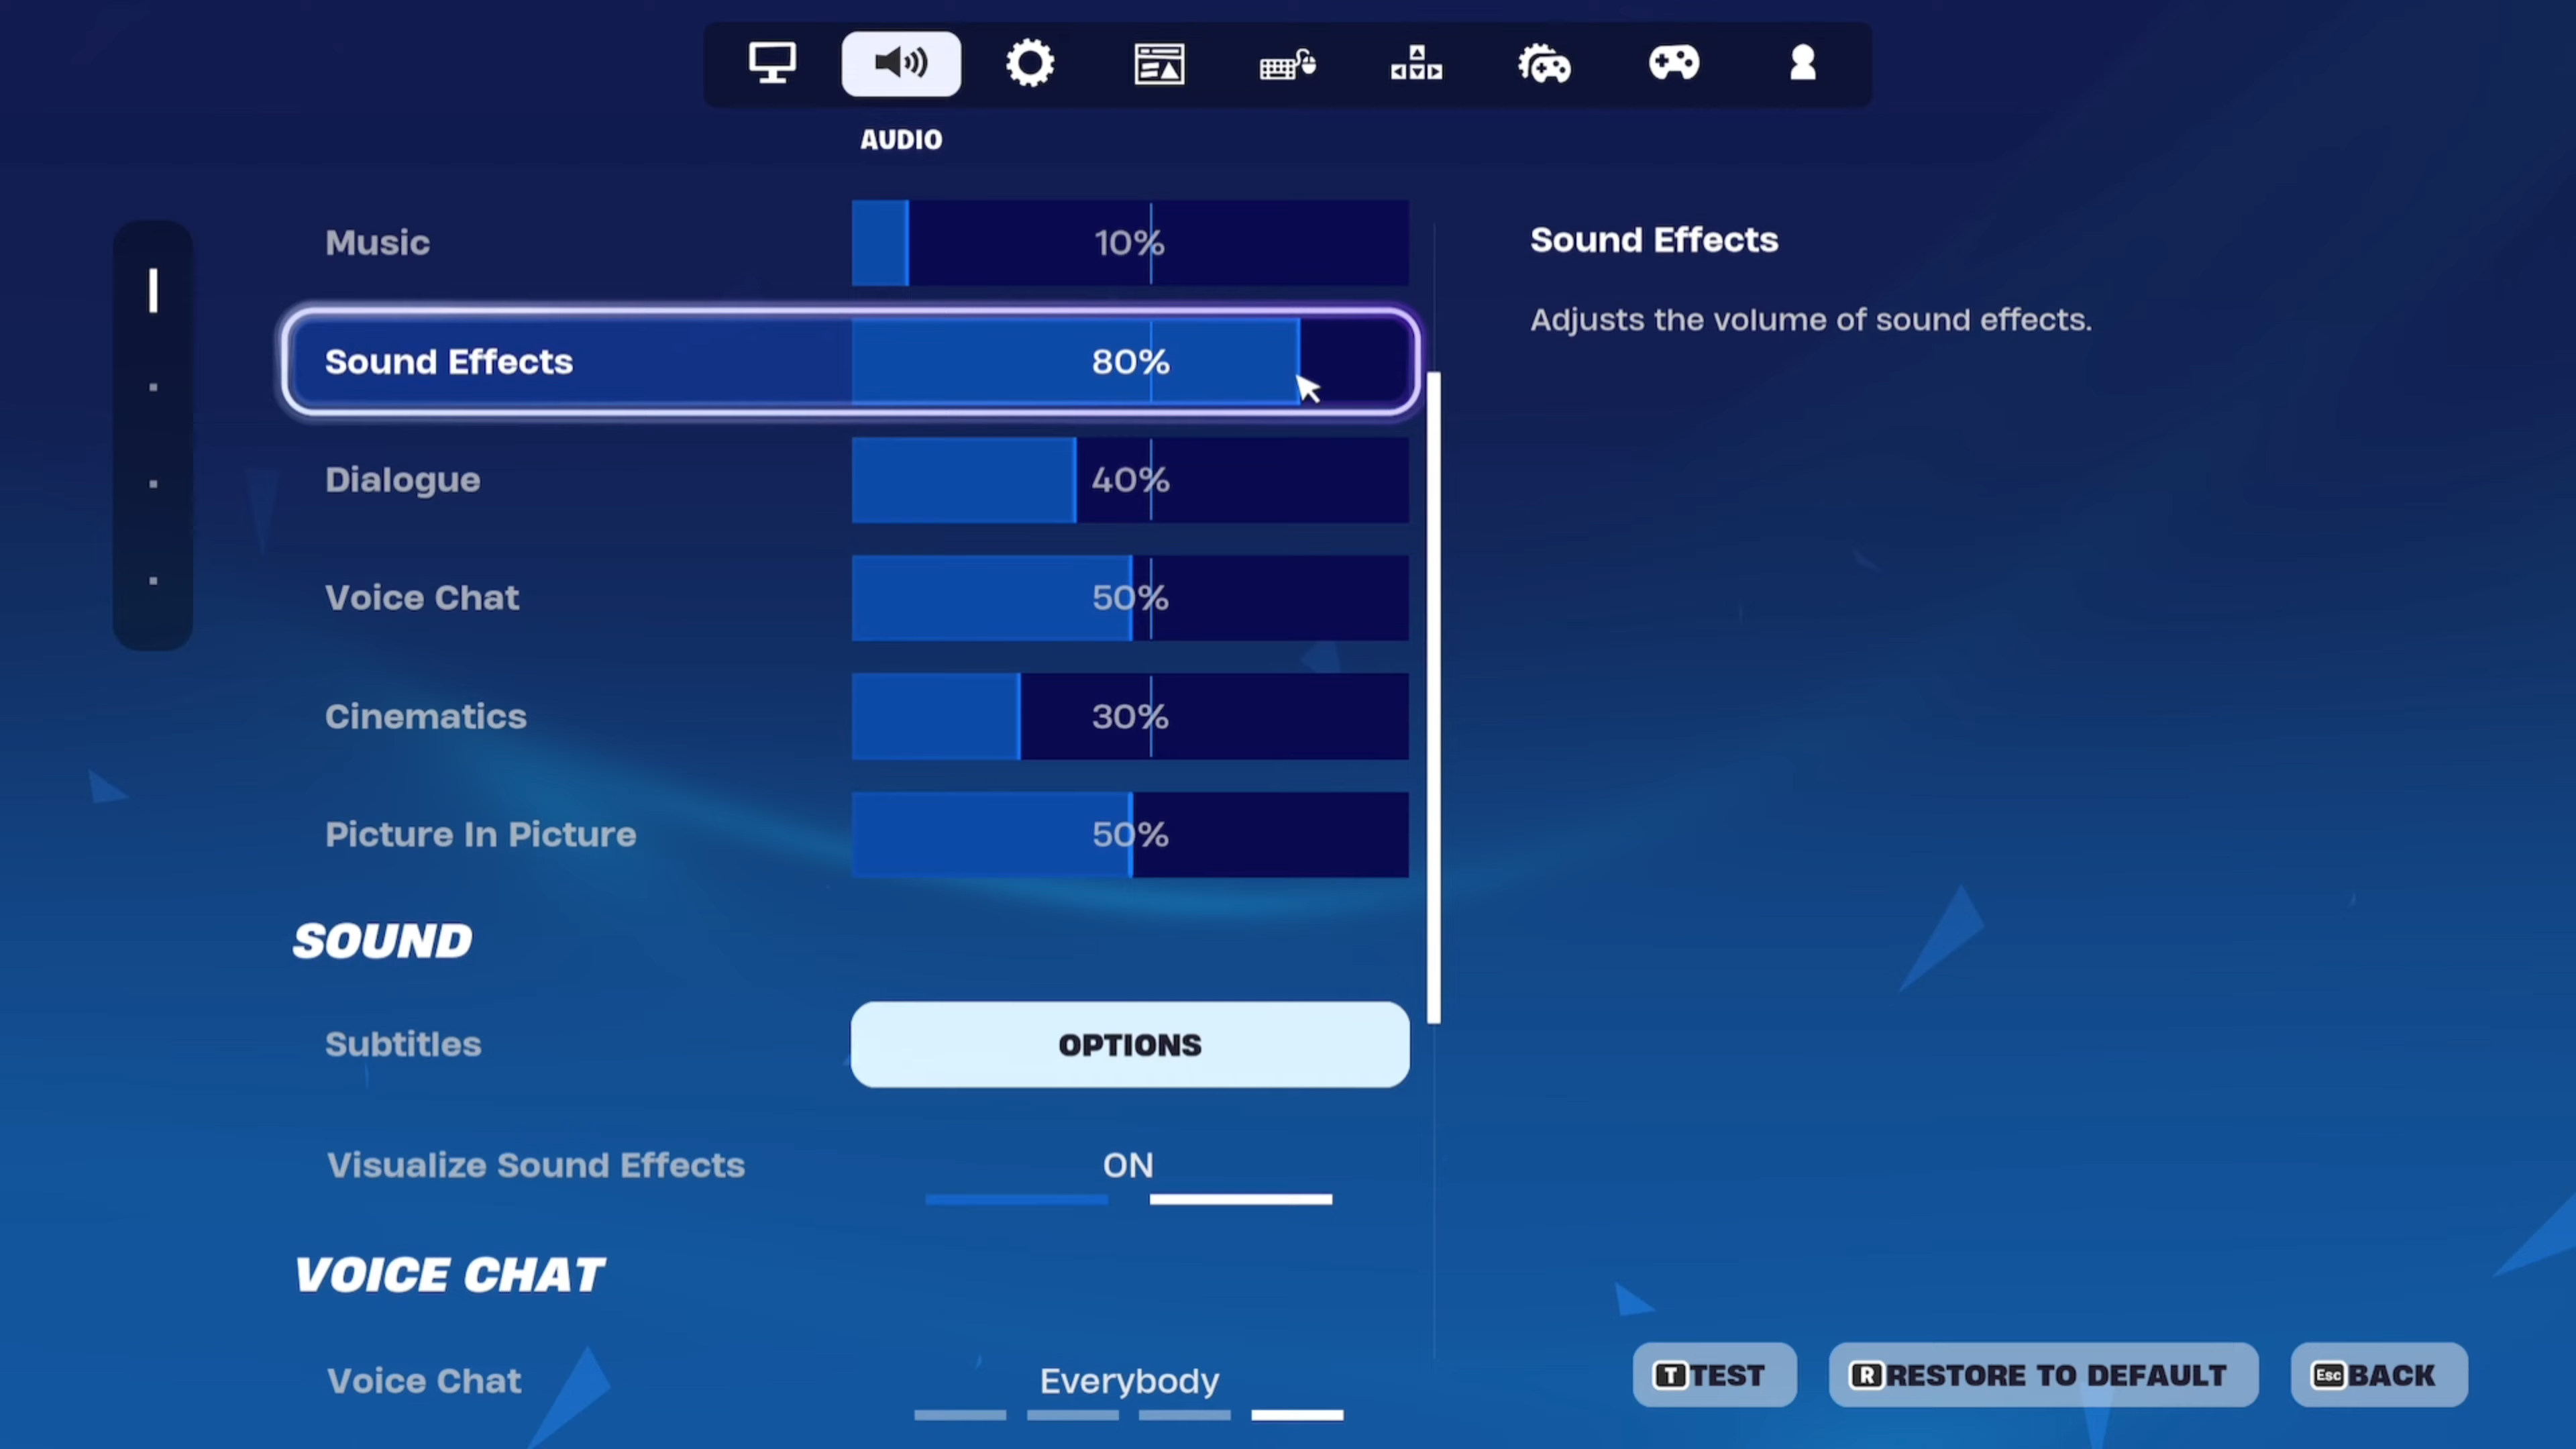 AUDIO
Music 10%
Sound Effects 80%
Dialogue 40%
Voice Chat 50%
Cinematics 30%
Picture In Picture 50%
SOUND
Subtitles OPTIONS
Visualize Sound Effects ON
VOICE CHAT
Voice Chat Everybody
Sound Effects
Adjusts the volume of sound effects.
T TEST R RESTORE TO DEFAULT Esc BACK